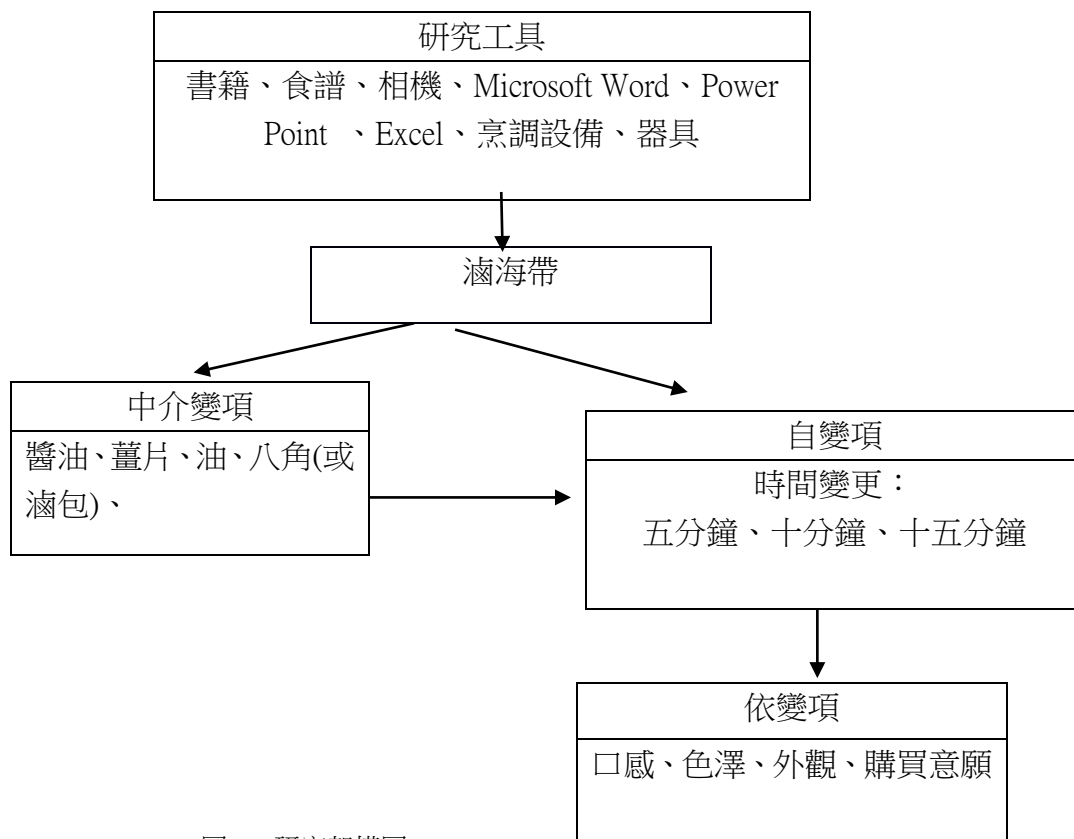 研究工具
書籍、食譜、相機、Microsoft Word、Power
Point 、Excel、烹調設備、器具
滷海帶
中介變項
醬油、薑片、油、八角(或
滷包)、
自變項
時間變更：
五分鐘、十分鐘、十五分鐘
依變項
口感、色澤、外觀、購買意願